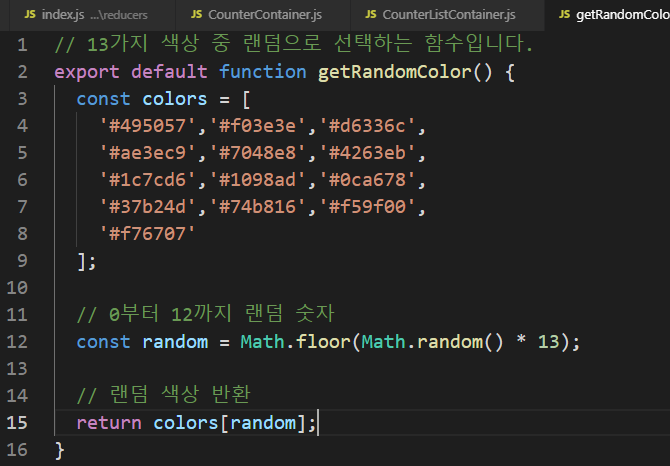 JS index.js ...\reducers JS CounterContainer.js JS CounterListContainer.js JS getRandomColo
1 // 13가지 색상 중 랜덤으로 선택하는 함수입니다.
2 export default function getRandomColor() {
3 const colors = [
4 '#495057','#f03e3e','#d6336c',
5 '#ae3ec9','#7048e8','#4263eb',
6 '#1c7cd6','#1098ad','#0ca678',
7 '#37b24d','#74b816','#f59f00',
8 '#f76707'
9 ];
10
11 // 0부터 12까지 랜덤 숫자
12 const random = Math.floor(Math.random() * 13);
13
14 // 랜덤 색상 반환
15 return colors[random];
16 }